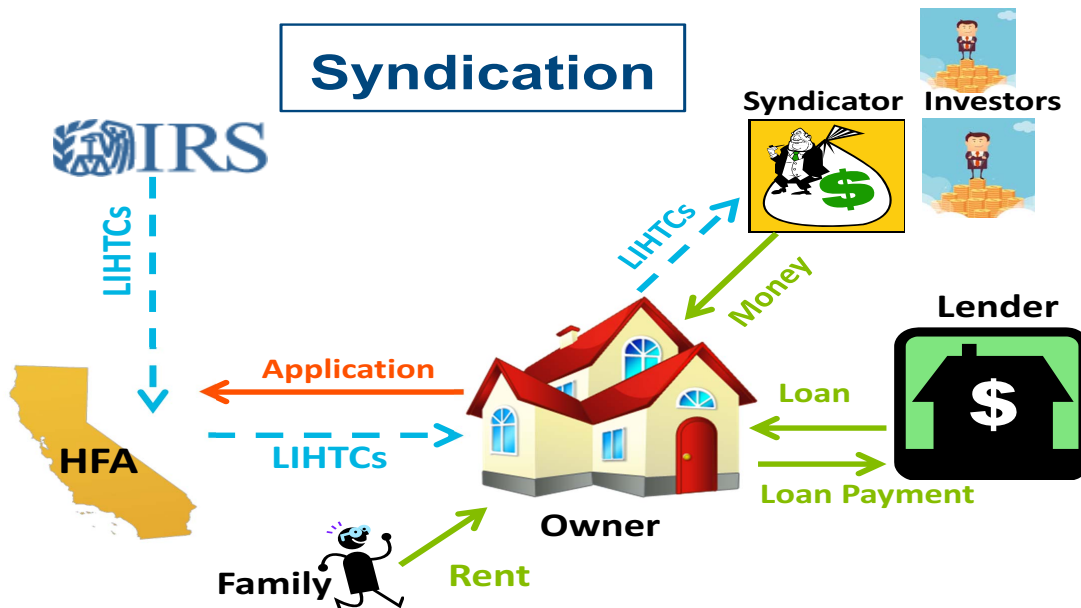 Syndication
Syndicator Investors
IRS
LIHTCs
LIHTCs
Money
Lender
$
Application
Loan
$
HFA
LIHTCs
Loan Payment
Owner
Family
Rent